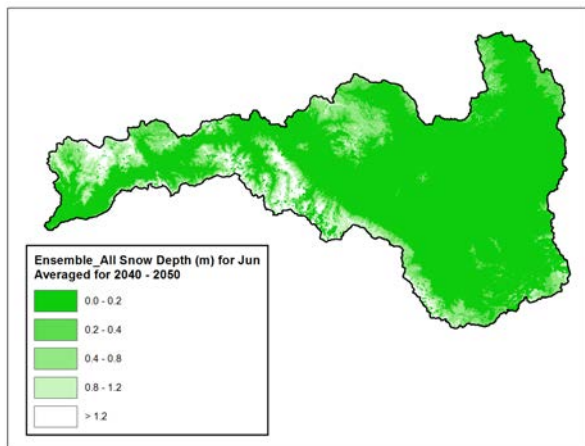 Ensemble_All Snow Depth (m) for Jun
Averaged for 2040 - 2050
0.0 - 0.2
0.2 - 0.4
0.4 - 0.8
0.8 - 1.2
> 1.2